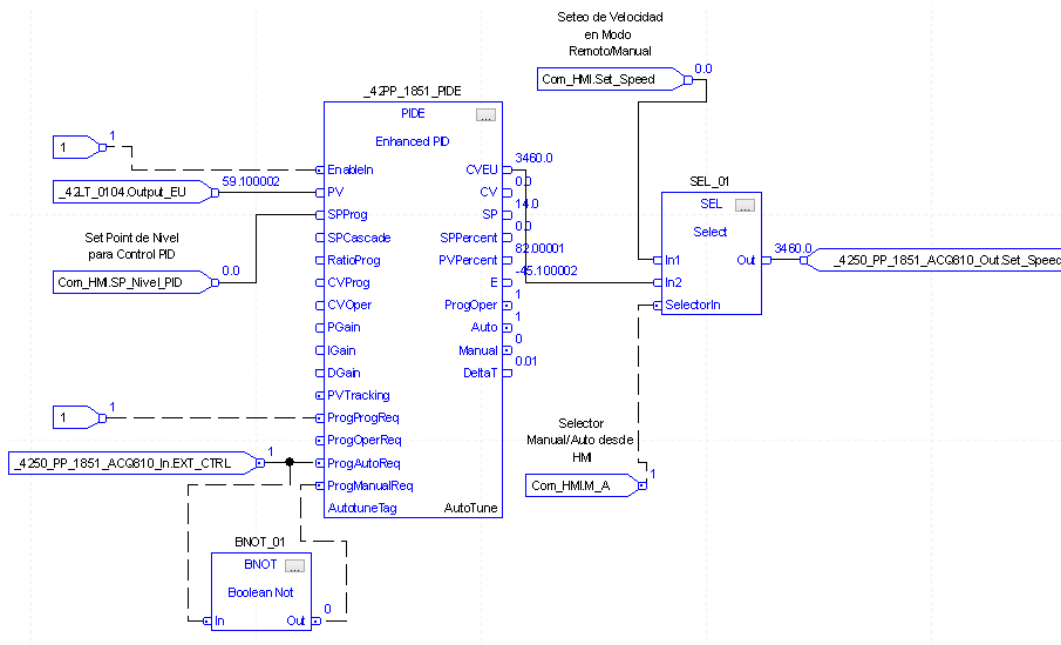 Seteo de Velocidad
en Modo
Remoto/Manual
Com_HMI.Set_Speed
0.0
_42PP_1851_PIDE
PIDE
...
Enhanced PID
1
1
EnableIn
CVEU
3460.0
_42LT_0104.Output_EU
59.100002
PV
CV
0.0
SPProg
SP
14.0
Set Point de Nivel
para Control PID
Com_HMI.SP_Nivel_PID
0.0
SPCascade
SPPercent
0.0
RatioProg
PVPercent
82.00001
CVProg
E
-45.100002
CVOper
ProgOper
1
PGain
Auto
1
IGain
Manual
0
DGain
DeltaT
0.01
PVTracking
1
1
ProgProgReq
ProgOperReq
_4250_PP_1851_ACQ810_In.EXT_CTRL
1
ProgAutoReq
ProgManualReq
AutotuneTag
AutoTune
BNOT_01
BNOT
...
Boolean Not
In
Out
0
SEL_01
SEL
...
Select
In1
Out
3460.0
_4250_PP_1851_ACQ810_Out.Set_Speed
In2
SelectorIn
Selector
Manual/Auto desde
HMI
Com_HMI.M_A
1